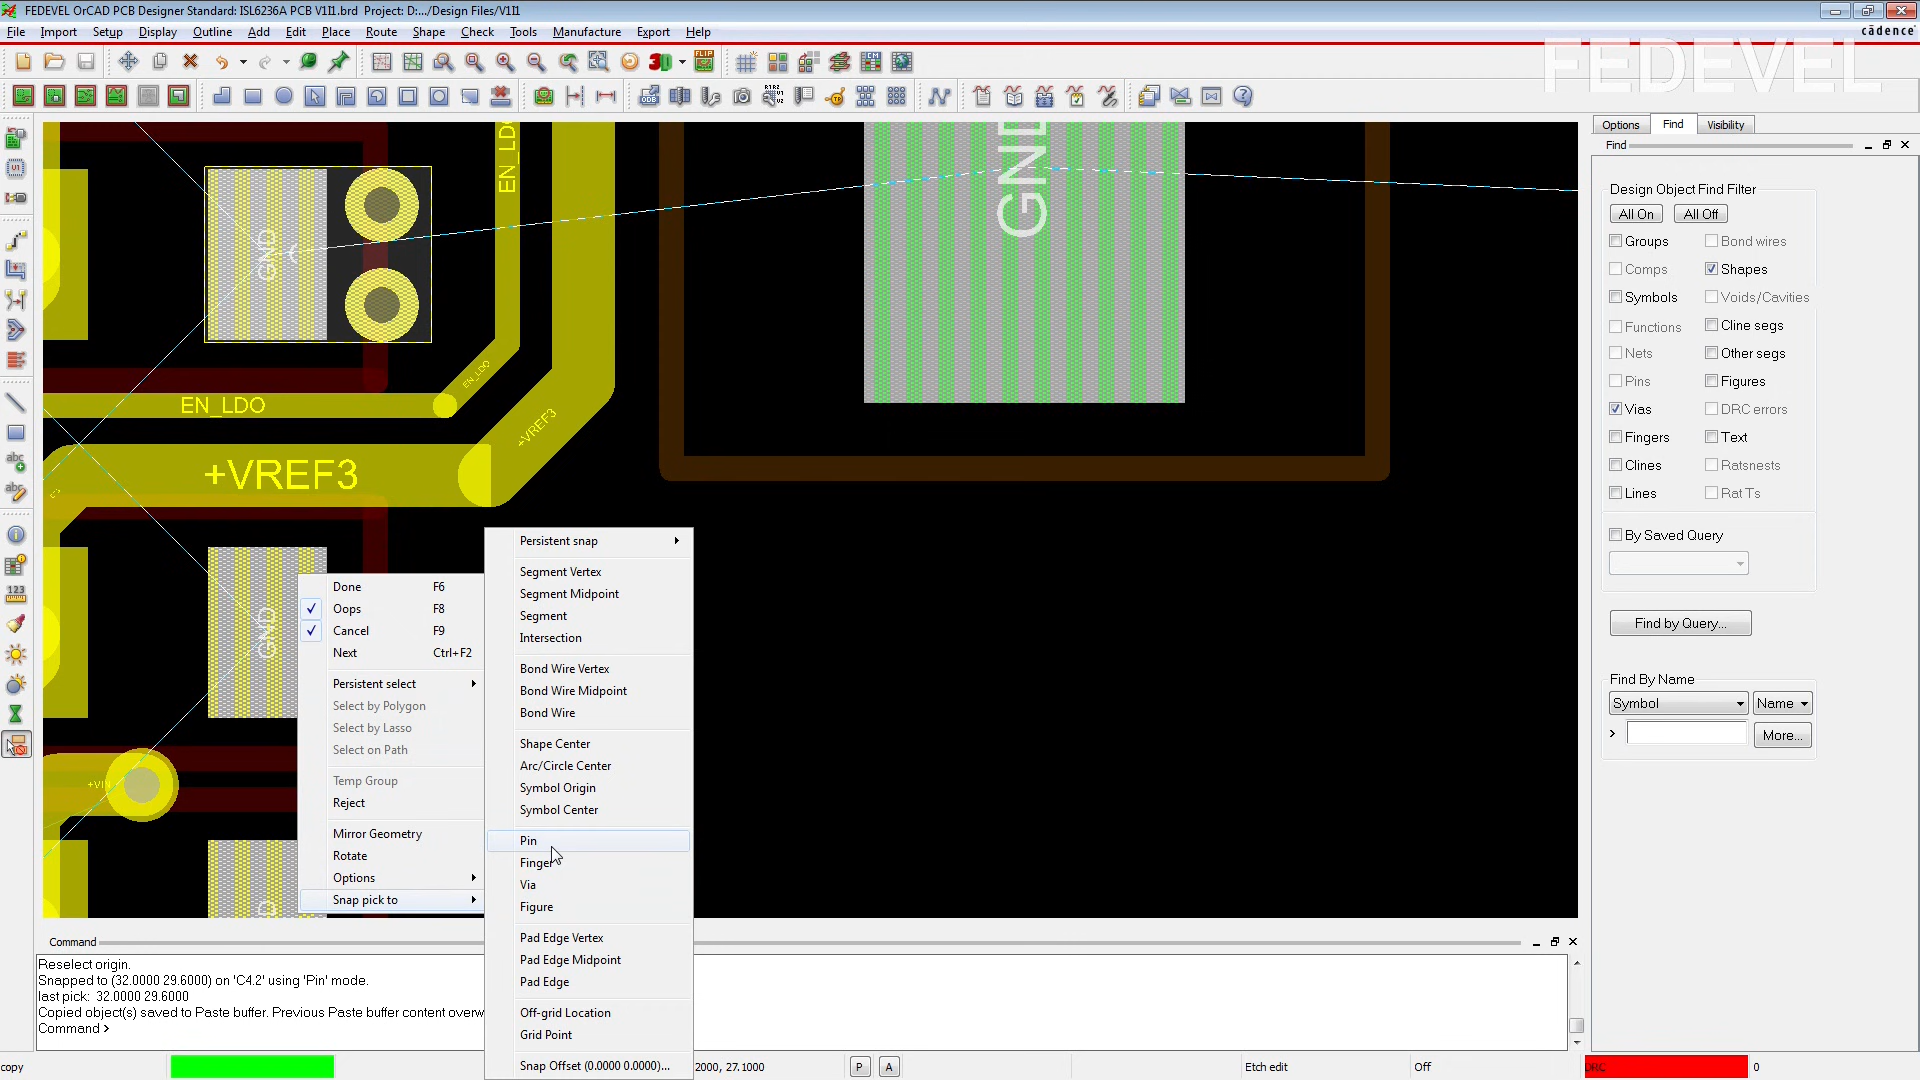 FEDEVEL OrCAD PCB Designer Standard: ISL6236A PCB V1I1.brd  Project: D:.../Design Files/V1I1
File Import Setup Display Outline Add Edit Place Route Shape Check Tools Manufacture Export Help
cādence
FEDEVEL
Options Find Visibility
Find
Design Object Find Filter
All On All Off
Groups Bond wires
Comps Shapes
Symbols Voids/Cavities
Functions Cline segs
Nets Other segs
Pins Figures
Vias DRC errors
Fingers Text
Clines Ratsnests
Lines Rat Ts
By Saved Query
Find by Query...
Find By Name
Symbol Name
> More...
GND
EN_LDO
GND
EN_LDO
EN_LDO
+VREF3
+VREF3
GND
+VIN
Done F6
Oops F8
Cancel F9
Next Ctrl+F2
Persistent select
Select by Polygon
Select by Lasso
Select on Path
Temp Group
Reject
Mirror Geometry
Rotate
Options
Snap pick to
Persistent snap
Segment Vertex
Segment Midpoint
Segment
Intersection
Bond Wire Vertex
Bond Wire Midpoint
Bond Wire
Shape Center
Arc/Circle Center
Symbol Origin
Symbol Center
Pin
Finger
Via
Figure
Pad Edge Vertex
Pad Edge Midpoint
Pad Edge
Off-grid Location
Grid Point
Snap Offset (0.0000 0.0000)...
Command
Reselect origin.
Snapped to (32.0000 29.6000) on 'C4.2' using 'Pin' mode.
last pick:  32.0000 29.6000
Copied object(s) saved to Paste buffer. Previous Paste buffer content overw
Command >
copy 2000, 27.1000 P A Etch edit Off DRC 0